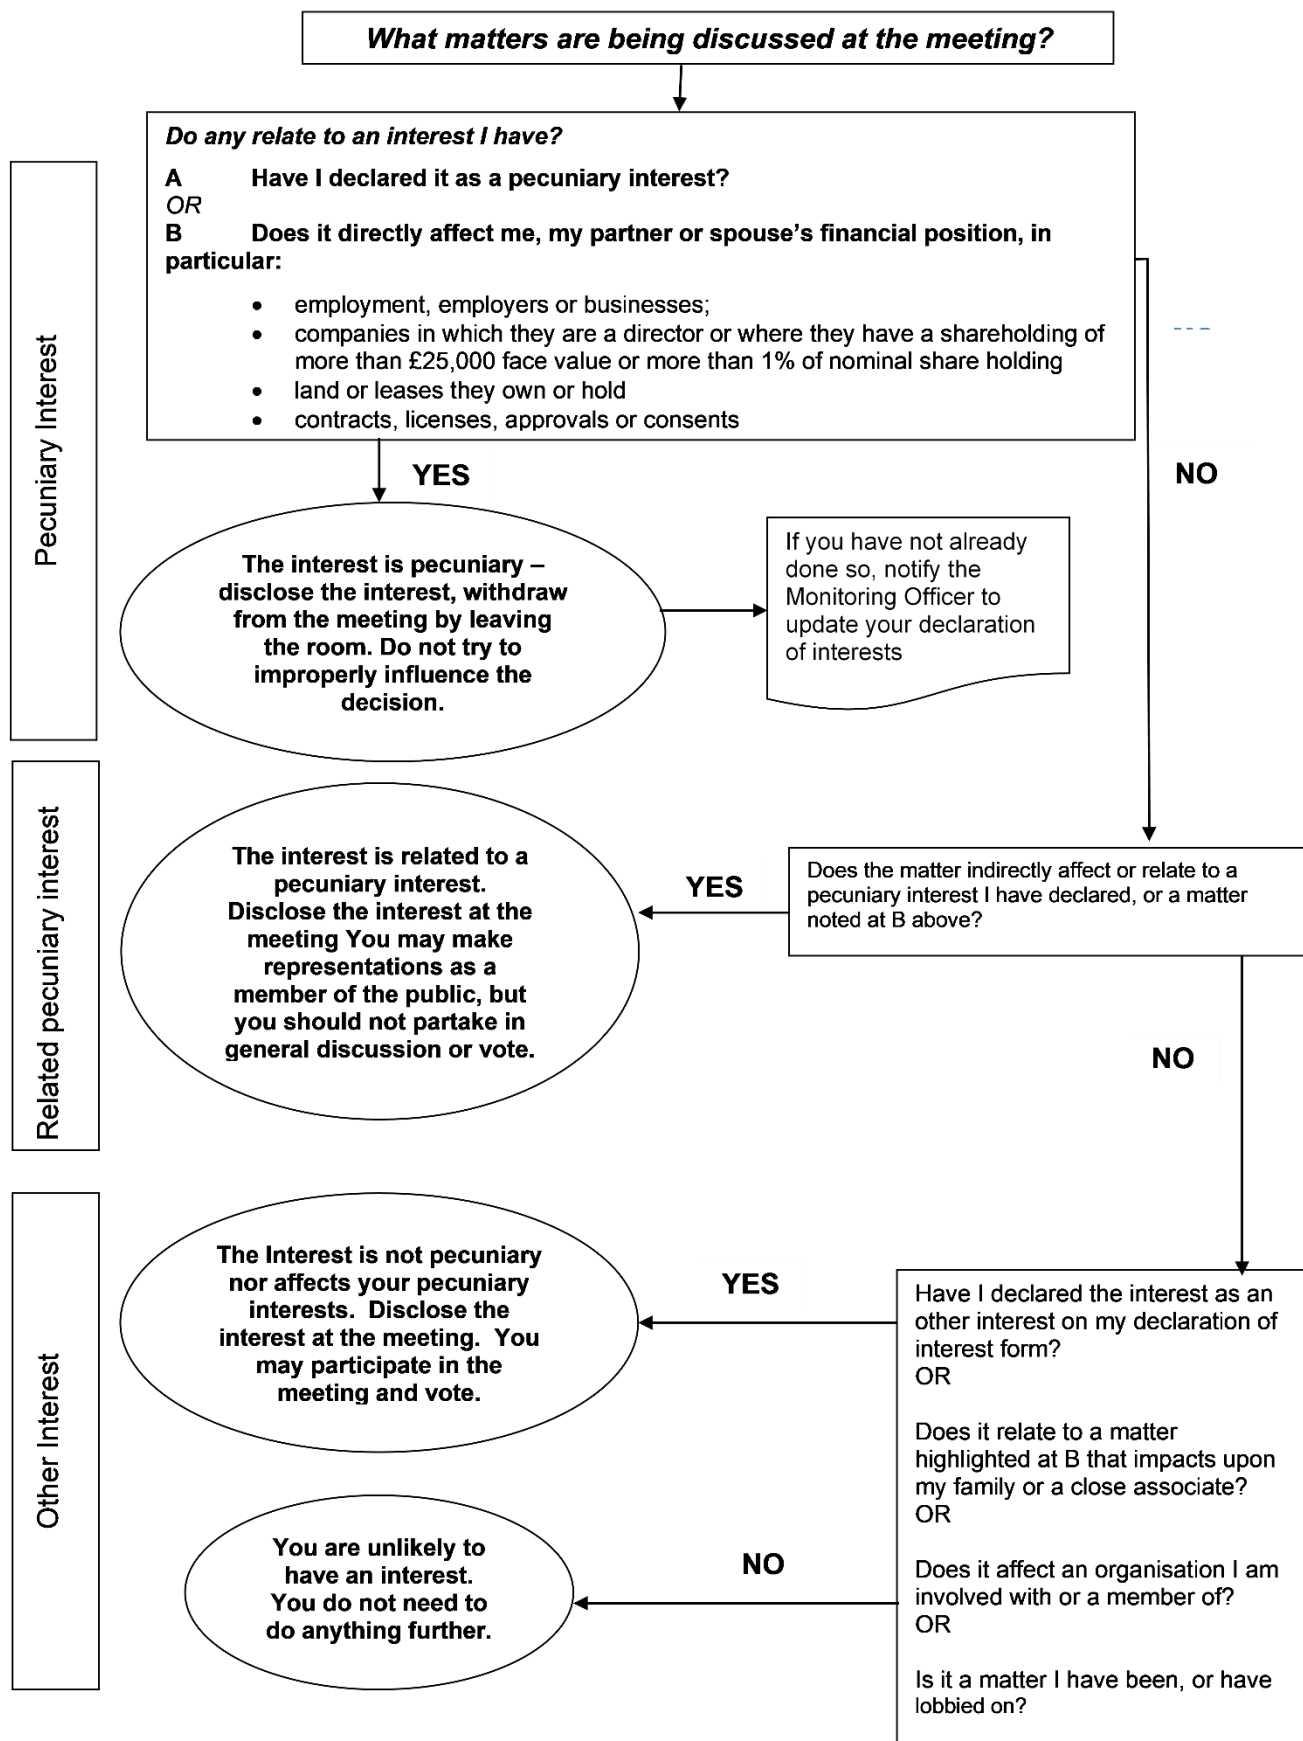 What matters are being discussed at the meeting?
Do any relate to an interest I have?
A Have I declared it as a pecuniary interest?
OR
B Does it directly affect me, my partner or spouse's financial position, in
particular:
• employment, employers or businesses;
• companies in which they are a director or where they have a shareholding of
more than £25,000 face value or more than 1% of nominal share holding
• land or leases they own or hold
• contracts, licenses, approvals or consents
Pecuniary Interest
YES
NO
The interest is pecuniary –
disclose the interest, withdraw
from the meeting by leaving
the room. Do not try to
improperly influence the
decision.
If you have not already
done so, notify the
Monitoring Officer to
update your declaration
of interests
Related pecuniary interest
The interest is related to a
pecuniary interest.
Disclose the interest at the
meeting You may make
representations as a
member of the public, but
you should not partake in
general discussion or vote.
YES
Does the matter indirectly affect or relate to a
pecuniary interest I have declared, or a matter
noted at B above?
NO
Other Interest
The Interest is not pecuniary
nor affects your pecuniary
interests. Disclose the
interest at the meeting. You
may participate in the
meeting and vote.
YES
Have I declared the interest as an
other interest on my declaration of
interest form?
OR
Does it relate to a matter
highlighted at B that impacts upon
my family or a close associate?
OR
Does it affect an organisation I am
involved with or a member of?
OR
Is it a matter I have been, or have
lobbied on?
NO
You are unlikely to
have an interest.
You do not need to
do anything further.